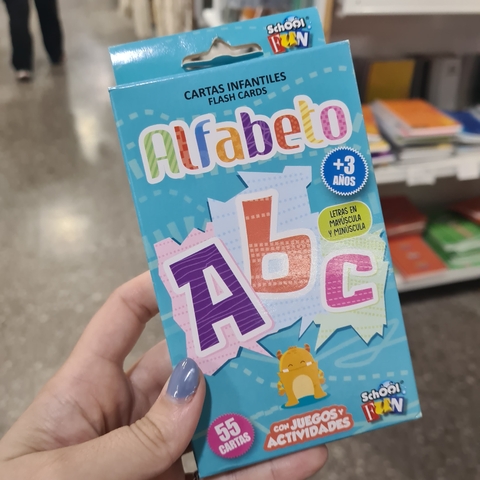 School
FUN
CARTAS INFANTILES
FLASH CARDS
Alfabeto
+3
AÑOS
LETRAS EN
MAYÚSCULA
Y MINÚSCULA
A b c
55
CARTAS
CON JUEGOS Y
ACTIVIDADES
School
FUN